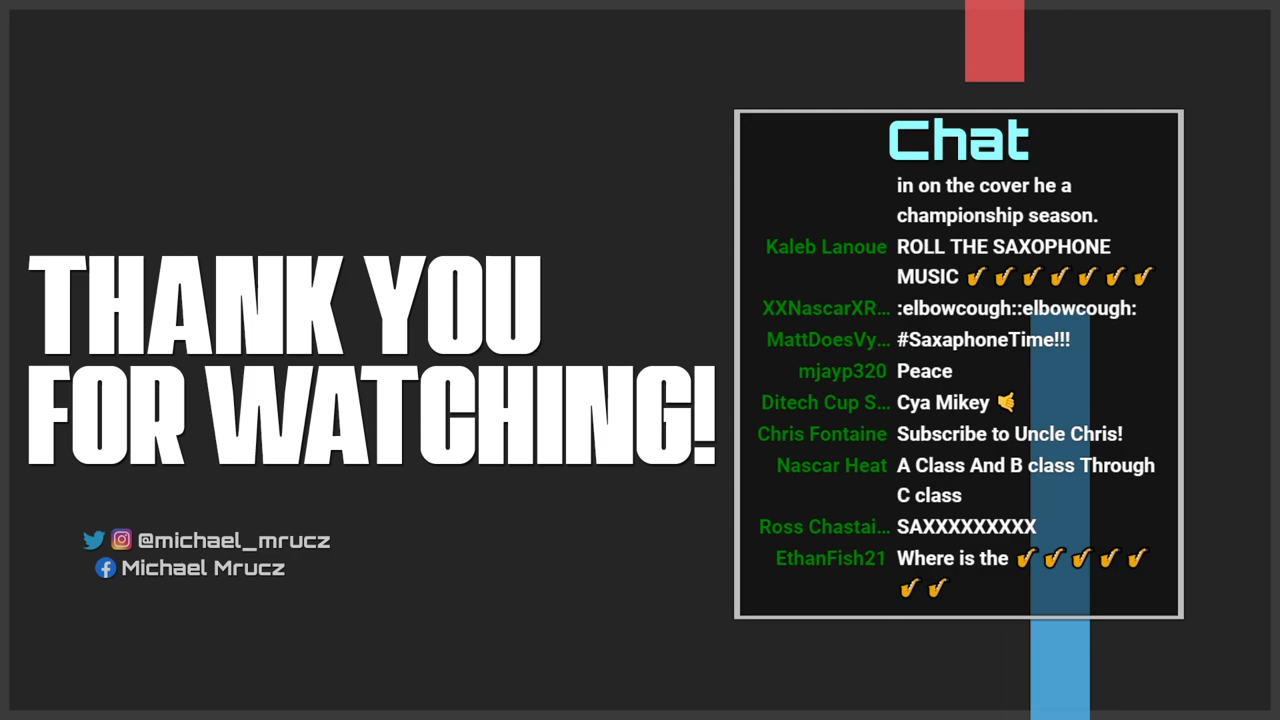 THANK YOU
FOR WATCHING!
@michael_mrucz
Michael Mrucz
Chat
in on the cover he a
championship season.
Kaleb Lanoue ROLL THE SAXOPHONE
MUSIC 🎷🎷🎷🎷🎷🎷🎷
XXNascarXR... :elbowcough::elbowcough:
MattDoesVy... #SaxaphoneTime!!!
mjayp320 Peace
Ditech Cup S... Cya Mikey 🤙
Chris Fontaine Subscribe to Uncle Chris!
Nascar Heat A Class And B class Through
C class
Ross Chastai... SAXXXXXXXXX
EthanFish21 Where is the 🎷🎷🎷🎷🎷
🎷🎷